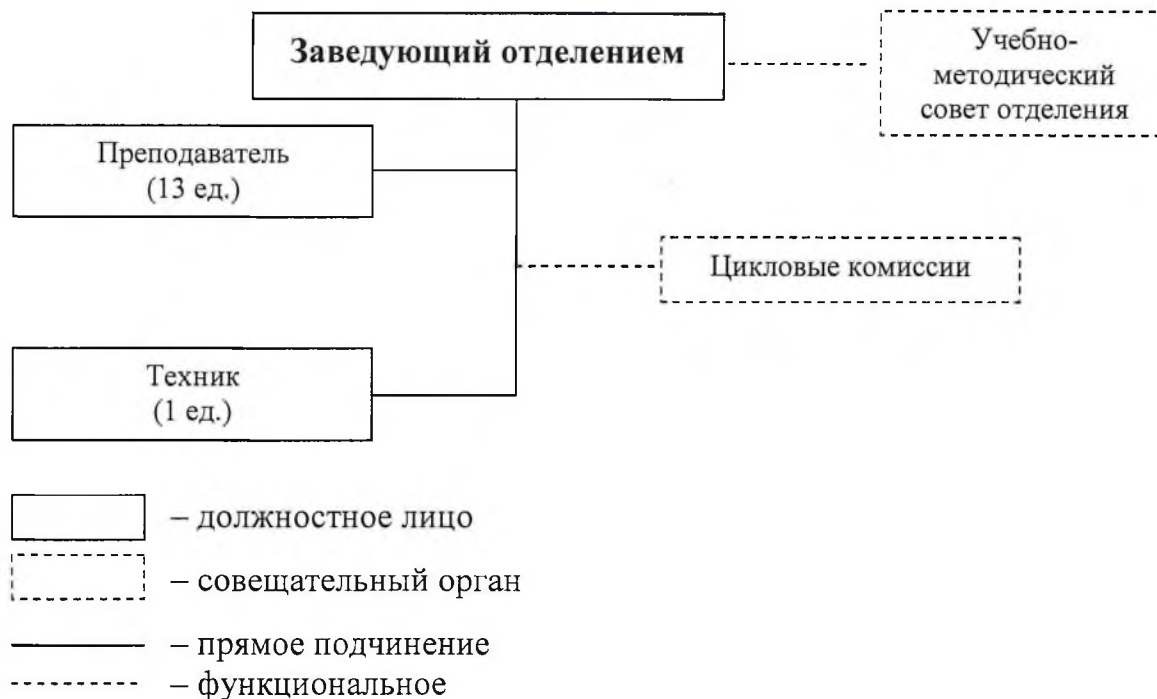 Заведующий отделением
Учебно-
методический
совет отделения
Преподаватель
(13 ед.)
Цикловые комиссии
Техник
(1 ед.)
– должностное лицо
– совещательный орган
– прямое подчинение
– функциональное